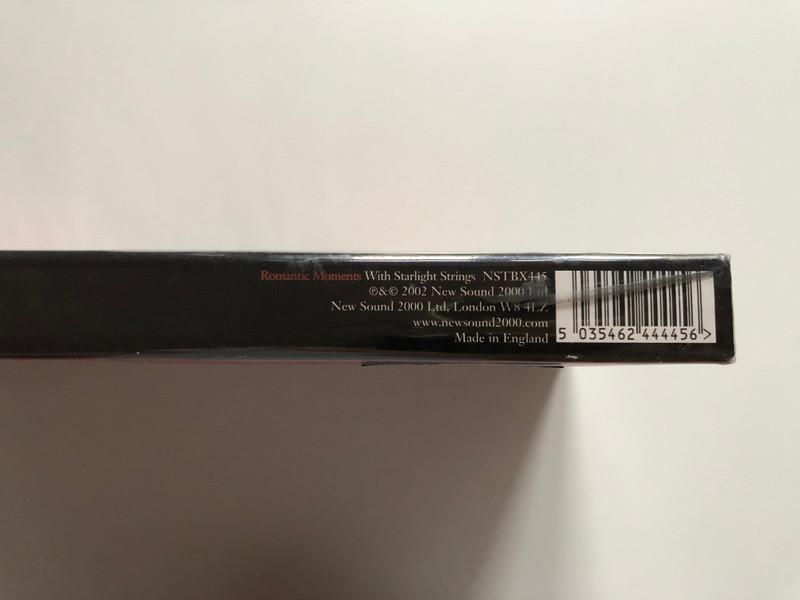 Romantic Moments With Starlight Strings NSTBX445
℗&© 2002 New Sound 2000 Ltd
New Sound 2000 Ltd, London W8 4LZ
www.newsound2000.com
Made in England
5 035462 444456 >